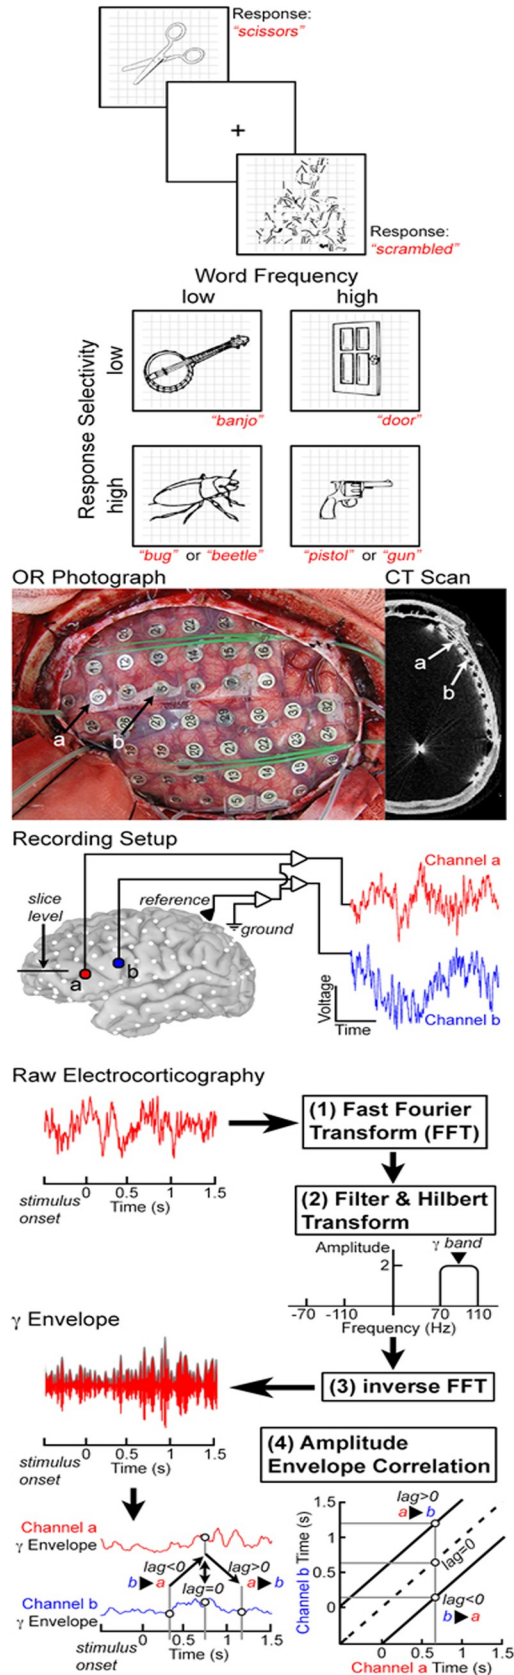 Response:
"scissors"
+
Response:
"scrambled"
Word Frequency
low high
Response Selectivity
low
high
"banjo" "door"
"bug" or "beetle" "pistol" or "gun"
OR Photograph CT Scan
a b
a
b
Recording Setup
slice
level
reference
ground
a b
Channel a
Channel b
Voltage
Time
Raw Electrocorticography
(1) Fast Fourier
Transform (FFT)
stimulus
onset
0 0.5 1 1.5
Time (s)
(2) Filter & Hilbert
Transform
Amplitude γ band
2
-70 -110 70 110
Frequency (Hz)
γ Envelope
(3) inverse FFT
stimulus
onset
0 0.5 1 1.5
Time (s)
(4) Amplitude
Envelope Correlation
Channel a
γ Envelope
lag<0 lag>0
b►a lag=0 a►b
Channel b
γ Envelope
stimulus
onset
0 0.5 1 1.5
Time (s)
Channel b Time (s)
1.5
1
0.5
0
lag>0
a►b
lag=0
lag<0
b►a
0 0.5 1 1.5
Channel a Time (s)